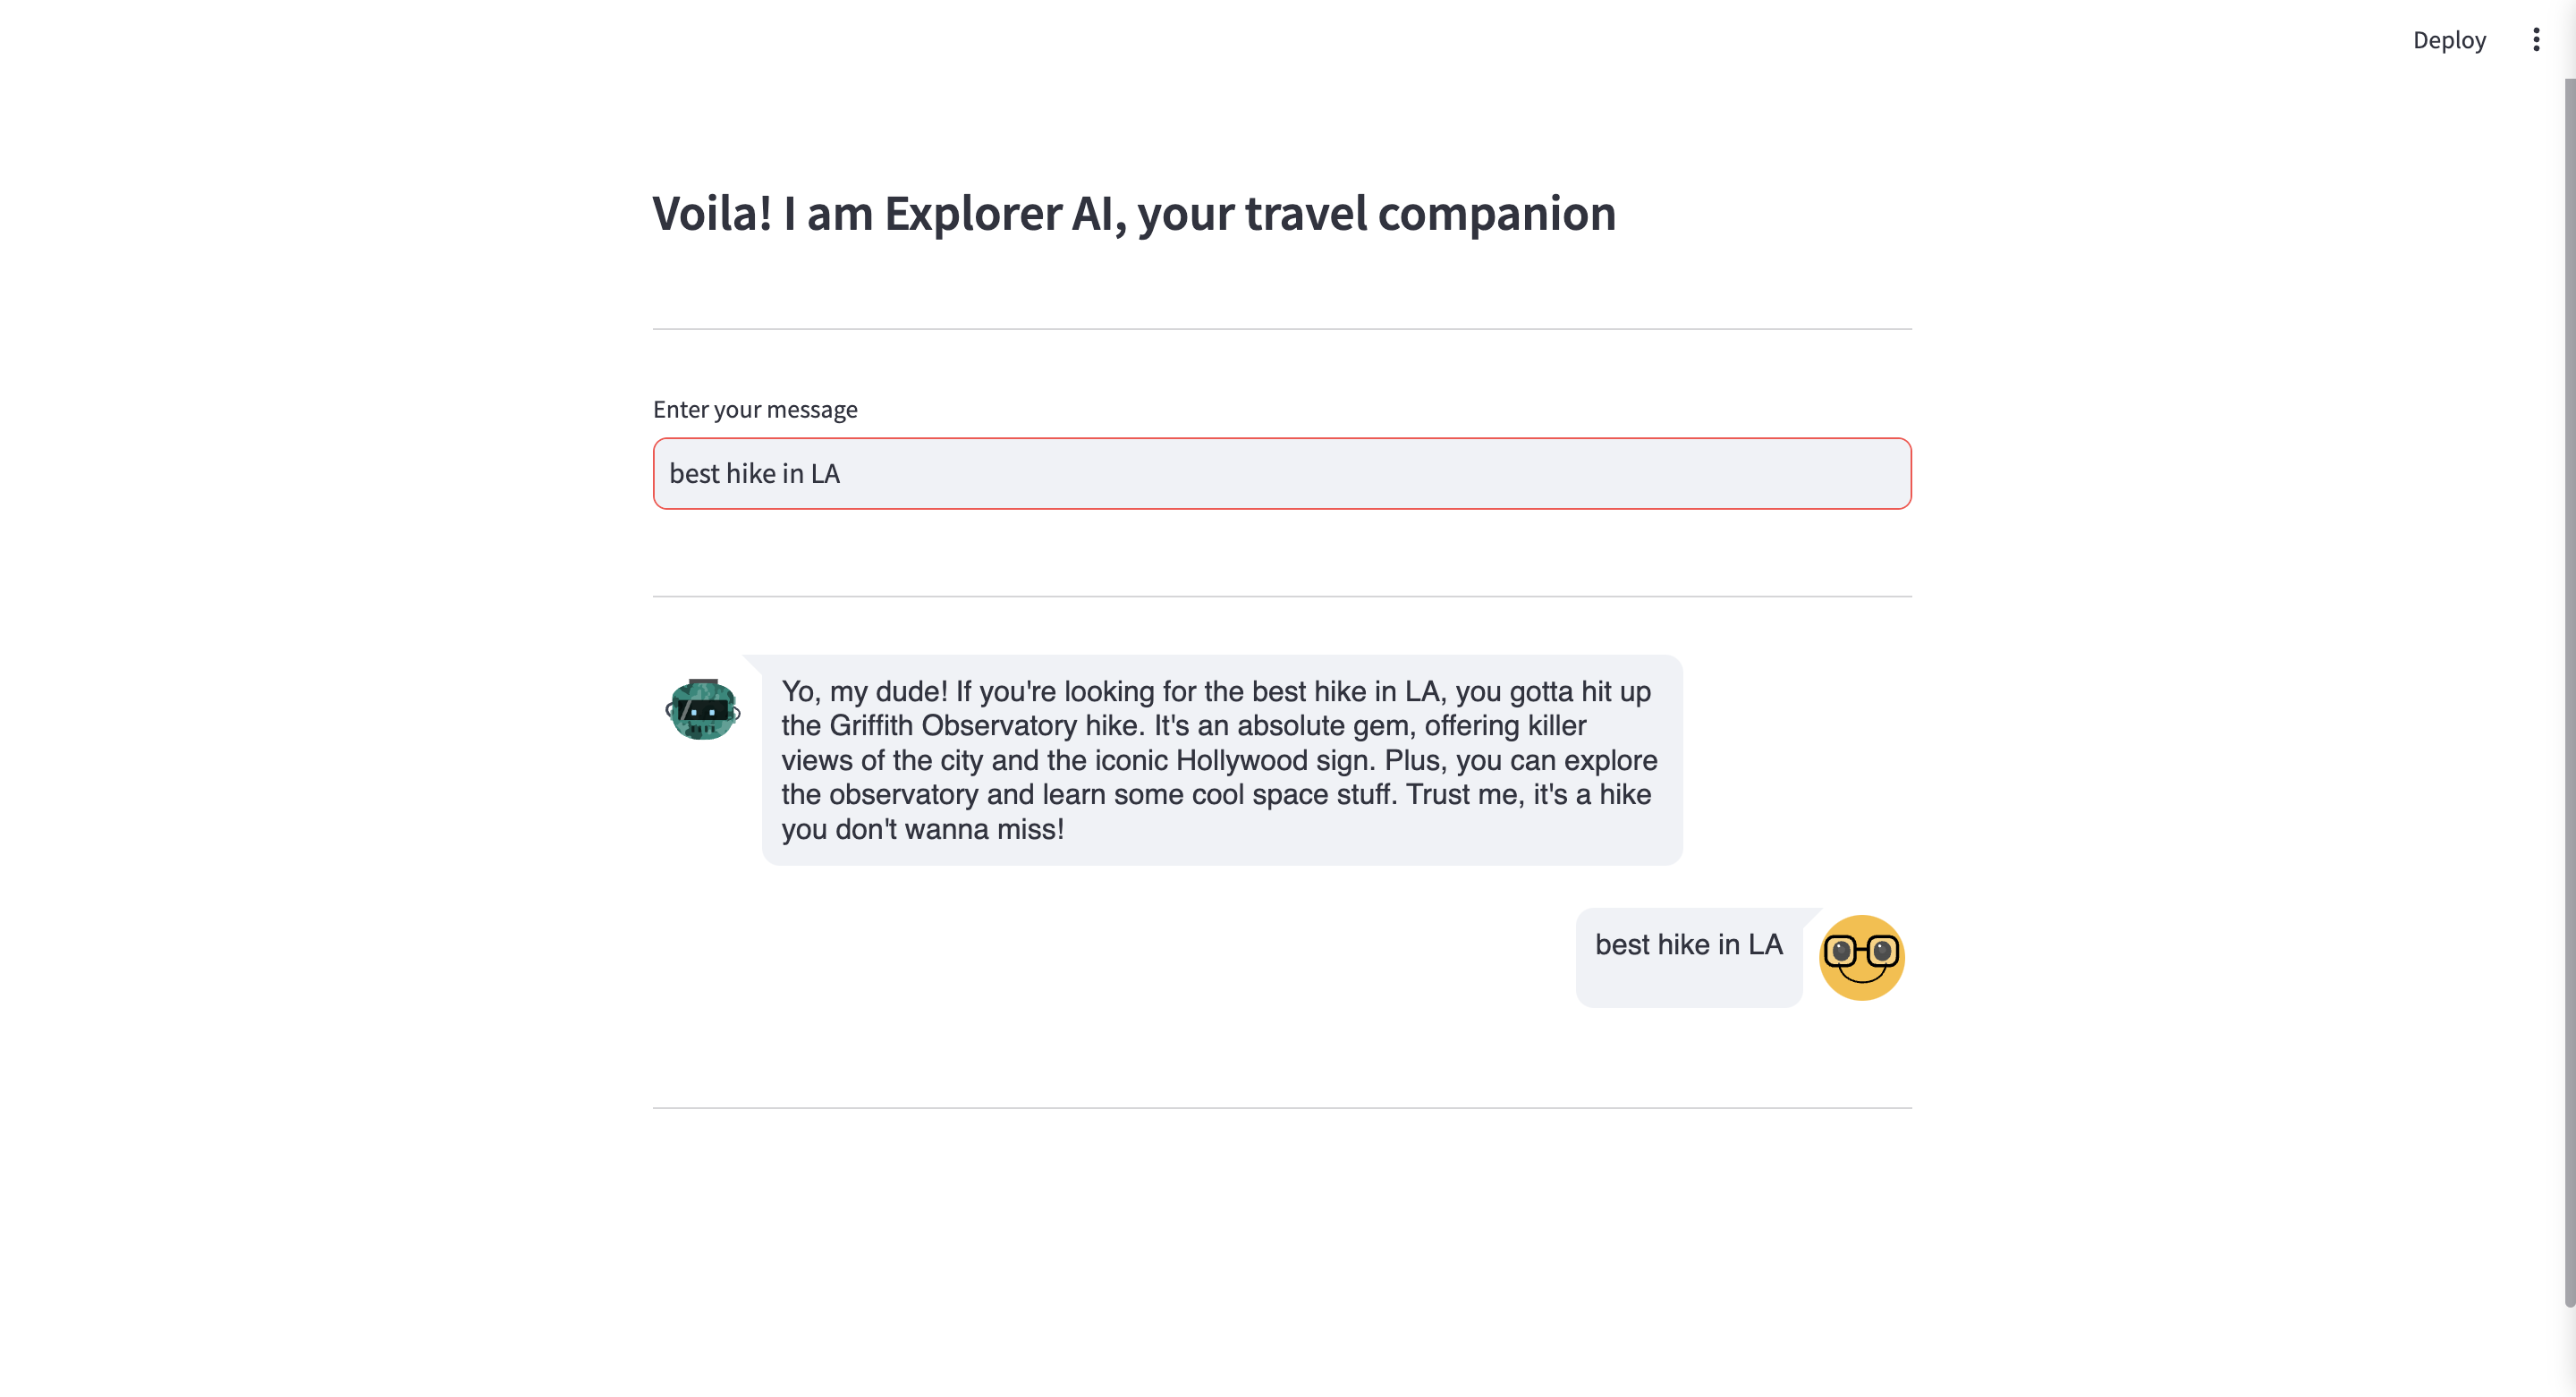 Deploy
Voila! I am Explorer AI, your travel companion
Enter your message
best hike in LA
Yo, my dude! If you're looking for the best hike in LA, you gotta hit up
the Griffith Observatory hike. It's an absolute gem, offering killer
views of the city and the iconic Hollywood sign. Plus, you can explore
the observatory and learn some cool space stuff. Trust me, it's a hike
you don't wanna miss!
best hike in LA